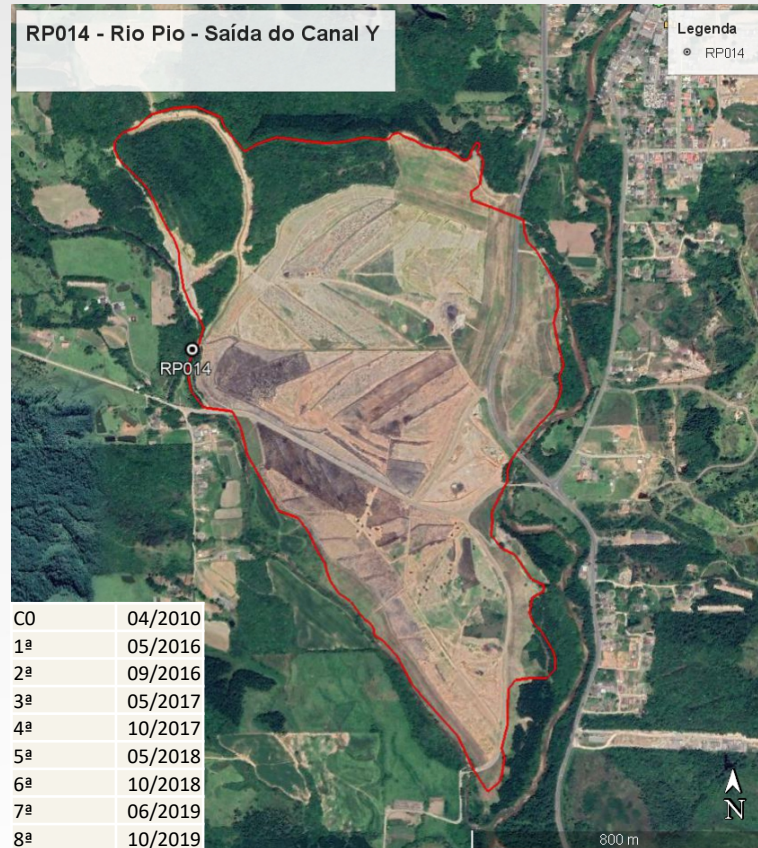 RP014 - Rio Pio - Saída do Canal Y
Legenda
RP014
RP014
C0 04/2010
1ª 05/2016
2ª 09/2016
3ª 05/2017
4ª 10/2017
5ª 05/2018
6ª 10/2018
7ª 06/2019
8ª 10/2019
N
800 m